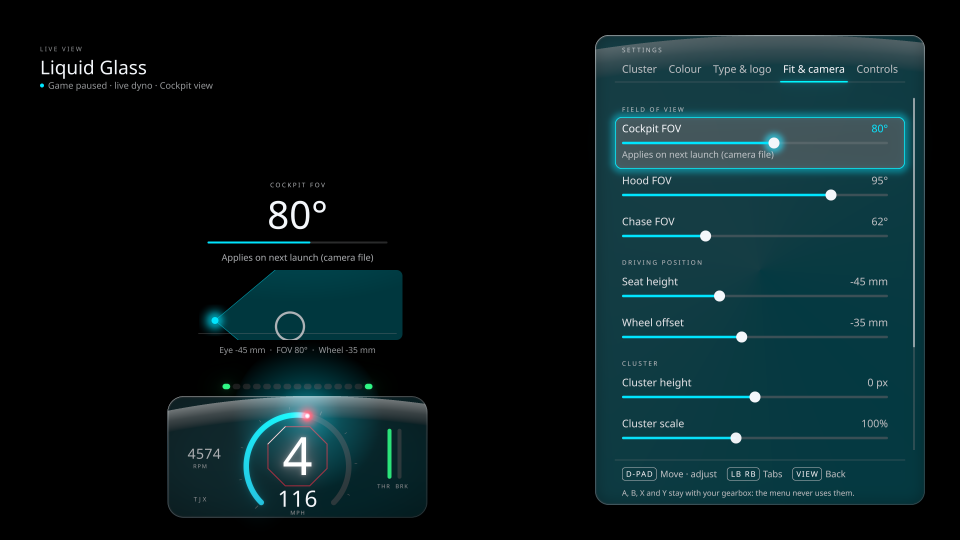 LIVE VIEW
Liquid Glass
Game paused · live dyno · Cockpit view
COCKPIT FOV
80°
Applies on next launch (camera file)
Eye -45 mm · FOV 80° · Wheel -35 mm
4574
RPM
TJX
4
116
MPH
THR BRK
SETTINGS
Cluster Colour Type & logo Fit & camera Controls
FIELD OF VIEW
Cockpit FOV 80°
Applies on next launch (camera file)
Hood FOV 95°
Chase FOV 62°
DRIVING POSITION
Seat height -45 mm
Wheel offset -35 mm
CLUSTER
Cluster height 0 px
Cluster scale 100%
D-PAD Move · adjust LB RB Tabs VIEW Back
A, B, X and Y stay with your gearbox: the menu never uses them.